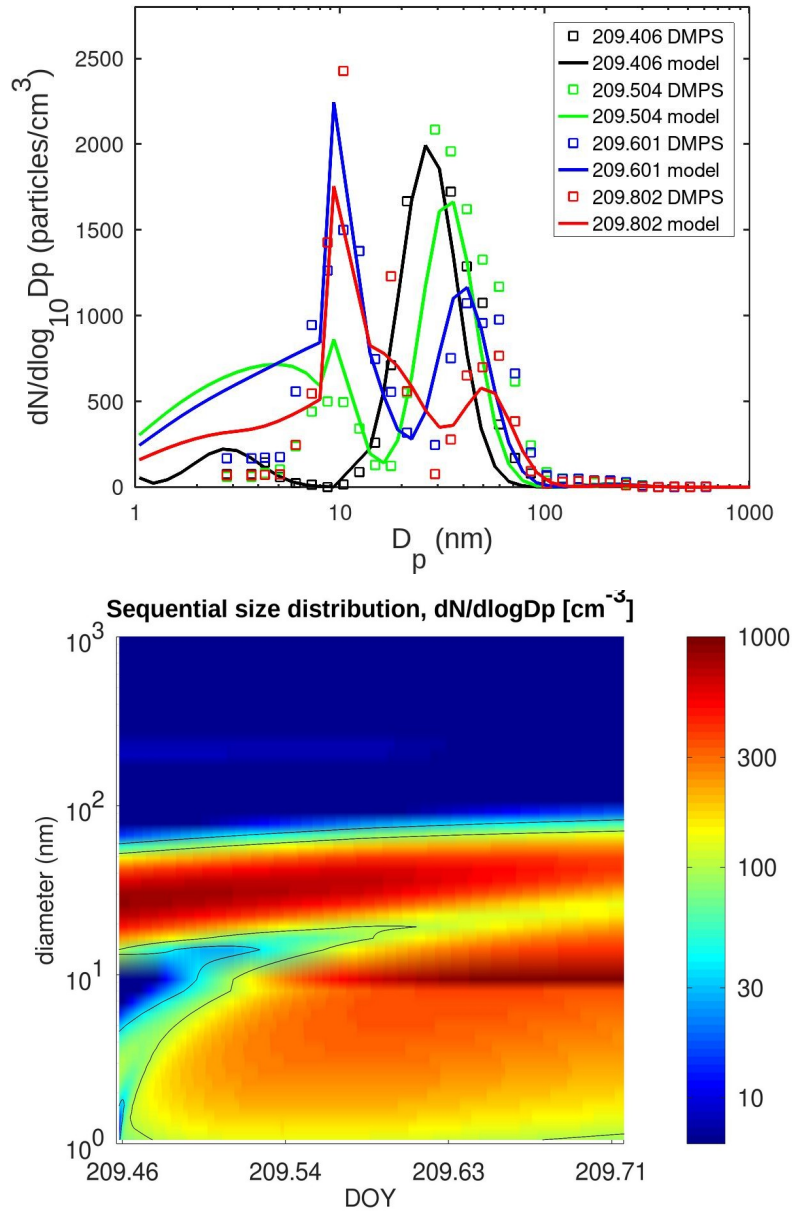 2500
2000
1500
1000
500
0
dN/dlog10Dp (particles/cm3)
209.406 DMPS
209.406 model
209.504 DMPS
209.504 model
209.601 DMPS
209.601 model
209.802 DMPS
209.802 model
1 10 100 1000
Dp (nm)
Sequential size distribution, dN/dlogDp [cm-3]
103
102
101
100
diameter (nm)
1000
300
100
30
10
209.46 209.54 209.63 209.71
DOY